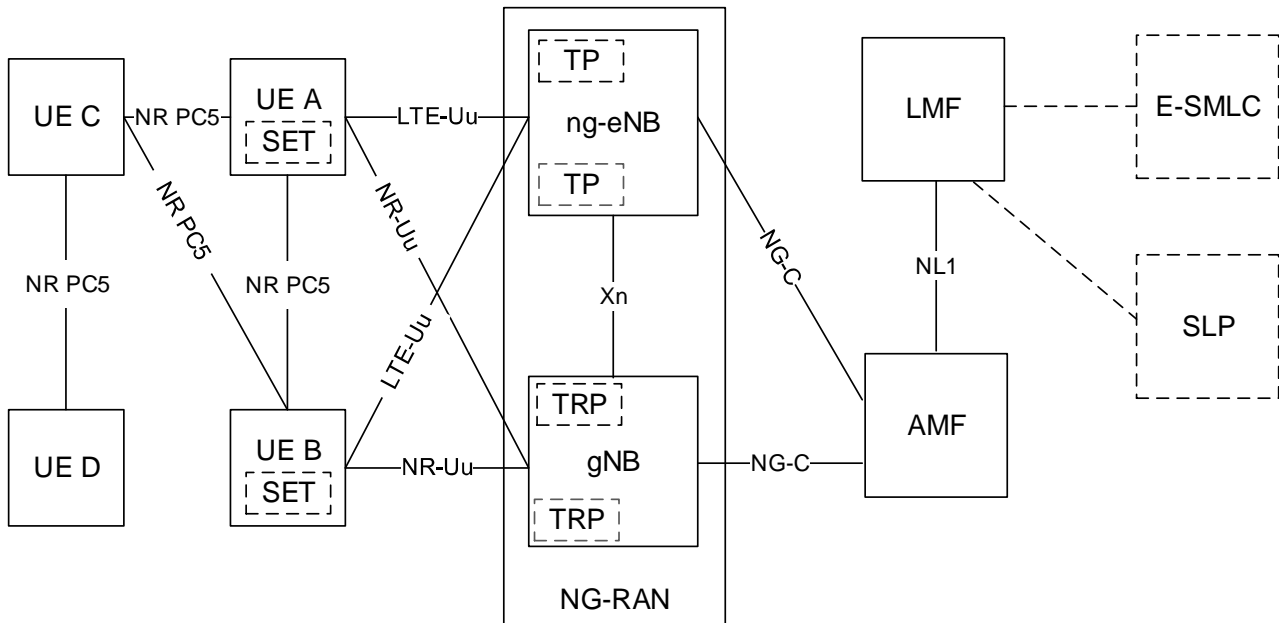 UE C
NR PC5
UE A
SET
LTE-Uu
TP
ng-eNB
TP
LMF
E-SMLC
NR PC5
NR-Uu
NG-C
NL1
NR PC5
NR PC5
Xn
SLP
LTE-Uu
UE D
UE B
SET
NR-Uu
TRP
gNB
TRP
NG-C
AMF
NG-RAN